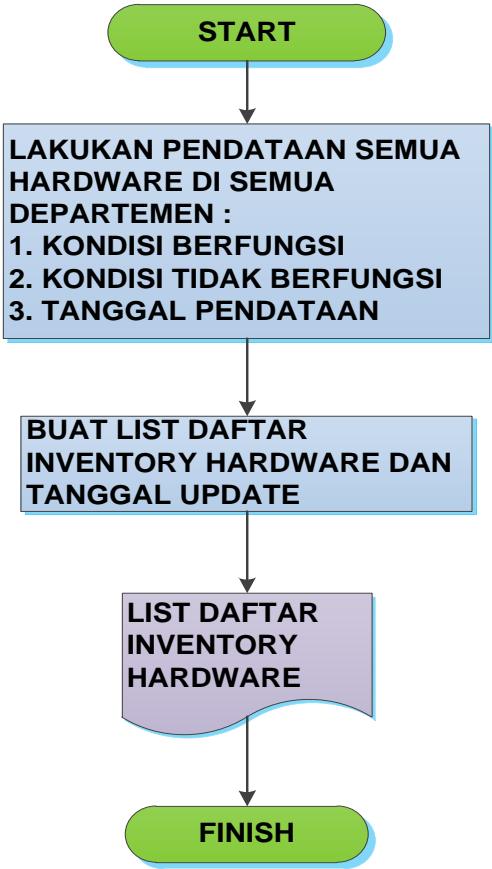 START
LAKUKAN PENDATAAN SEMUA
HARDWARE DI SEMUA
DEPARTEMEN :
1. KONDISI BERFUNGSI
2. KONDISI TIDAK BERFUNGSI
3. TANGGAL PENDATAAN
BUAT LIST DAFTAR
INVENTORY HARDWARE DAN
TANGGAL UPDATE
LIST DAFTAR
INVENTORY
HARDWARE
FINISH